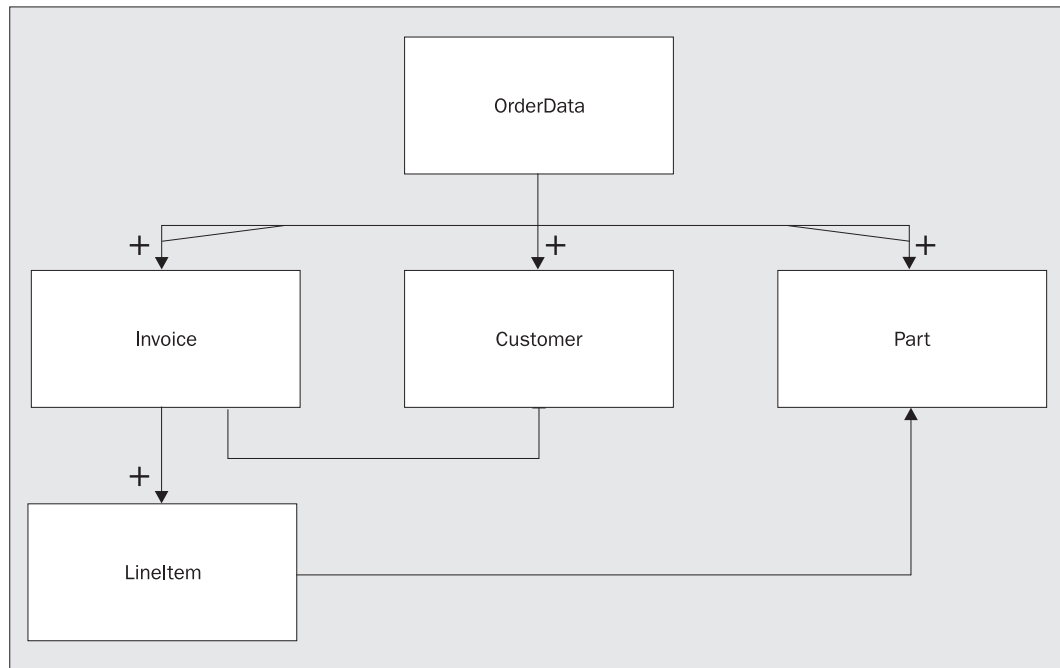 OrderData
+
+
+
Invoice
Customer
Part
+
LineItem